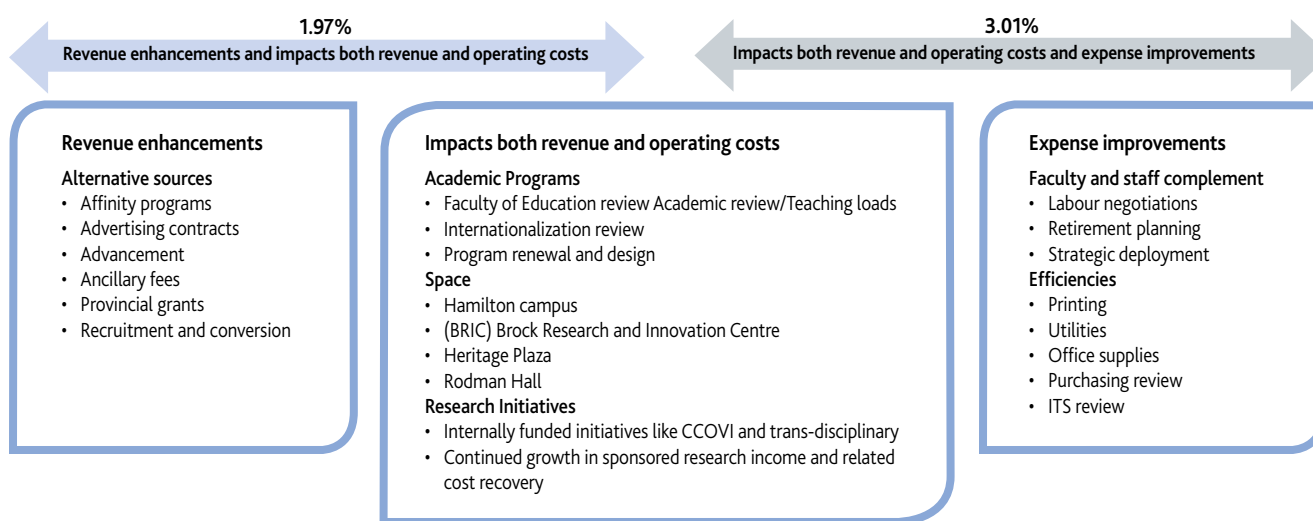 1.97%
Revenue enhancements and impacts both revenue and operating costs
3.01%
Impacts both revenue and operating costs and expense improvements
Revenue enhancements
Alternative sources
• Affinity programs
• Advertising contracts
• Advancement
• Ancillary fees
• Provincial grants
• Recruitment and conversion
Impacts both revenue and operating costs
Academic Programs
• Faculty of Education review Academic review/Teaching loads
• Internationalization review
• Program renewal and design
Space
• Hamilton campus
• (BRIC) Brock Research and Innovation Centre
• Heritage Plaza
• Rodman Hall
Research Initiatives
• Internally funded initiatives like CCOVI and trans-disciplinary
• Continued growth in sponsored research income and related
cost recovery
Expense improvements
Faculty and staff complement
• Labour negotiations
• Retirement planning
• Strategic deployment
Efficiencies
• Printing
• Utilities
• Office supplies
• Purchasing review
• ITS review